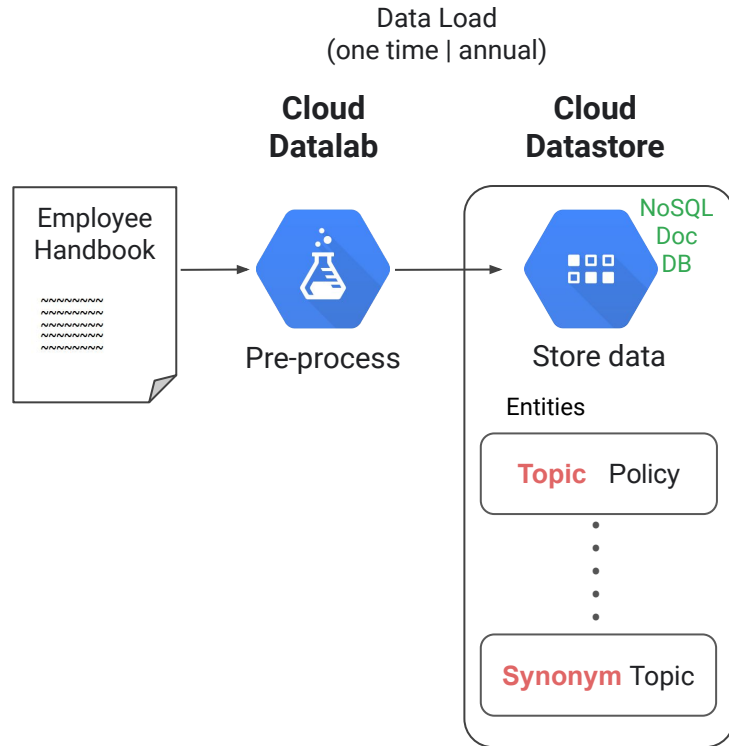 Data Load
(one time | annual)
Cloud
Datalab
Cloud
Datastore
Employee
Handbook
~~~~~~~~
~~~~~~~~
~~~~~~~~
~~~~~~~~
~~~~~~~~
NoSQL
Doc
DB
Pre-process
Store data
Entities
Topic Policy
Synonym Topic